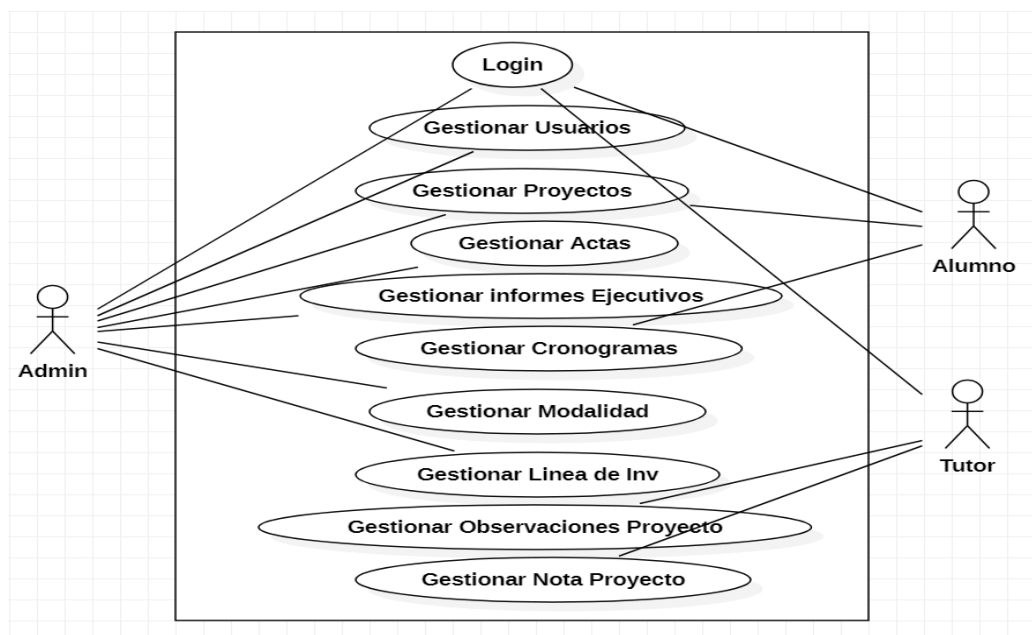 Login
Gestionar Usuarios
Gestionar Proyectos
Gestionar Actas
Gestionar informes Ejecutivos
Gestionar Cronogramas
Gestionar Modalidad
Gestionar Linea de Inv
Gestionar Observaciones Proyecto
Gestionar Nota Proyecto
Admin
Alumno
Tutor